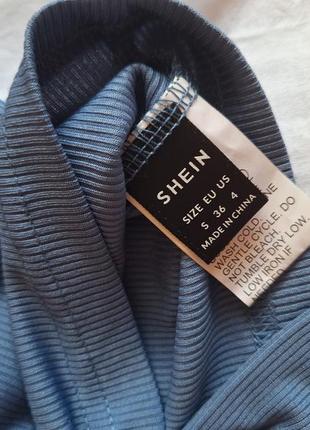 SHEIN
SIZE EU US
S 36 4
MADE IN CHINA
WASH COLD
GENTLE CYCLE. DO
NOT BLEACH.
TUMBLE DRY LOW.
LOW IRON IF